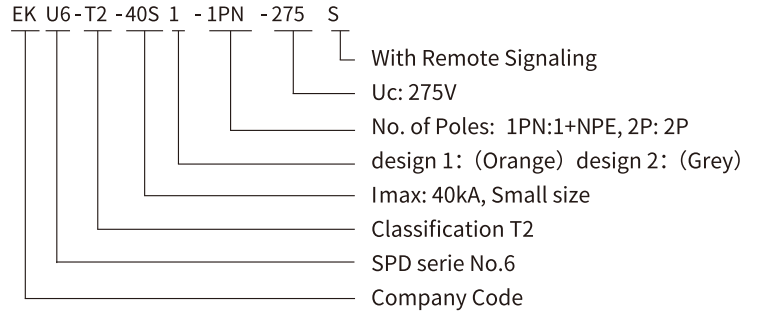 EK U6-T2-40S 1 -1PN -275 S
With Remote Signaling
Uc: 275V
No. of Poles: 1PN:1+NPE, 2P: 2P
design 1:（Orange）design 2:（Grey）
Imax: 40kA, Small size
Classification T2
SPD serie No.6
Company Code